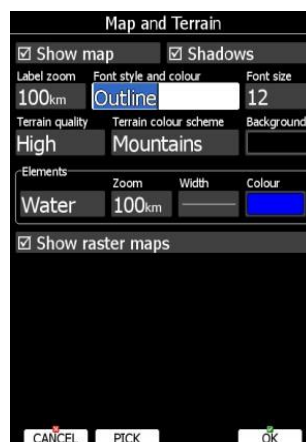 Map and Terrain
Show map Shadows
Label zoom Font style and colour Font size
100km Outline 12
Terrain quality Terrain colour scheme Background
High Mountains
Elements
Zoom Width Colour
Water 100km
Show raster maps
CANCEL PICK OK